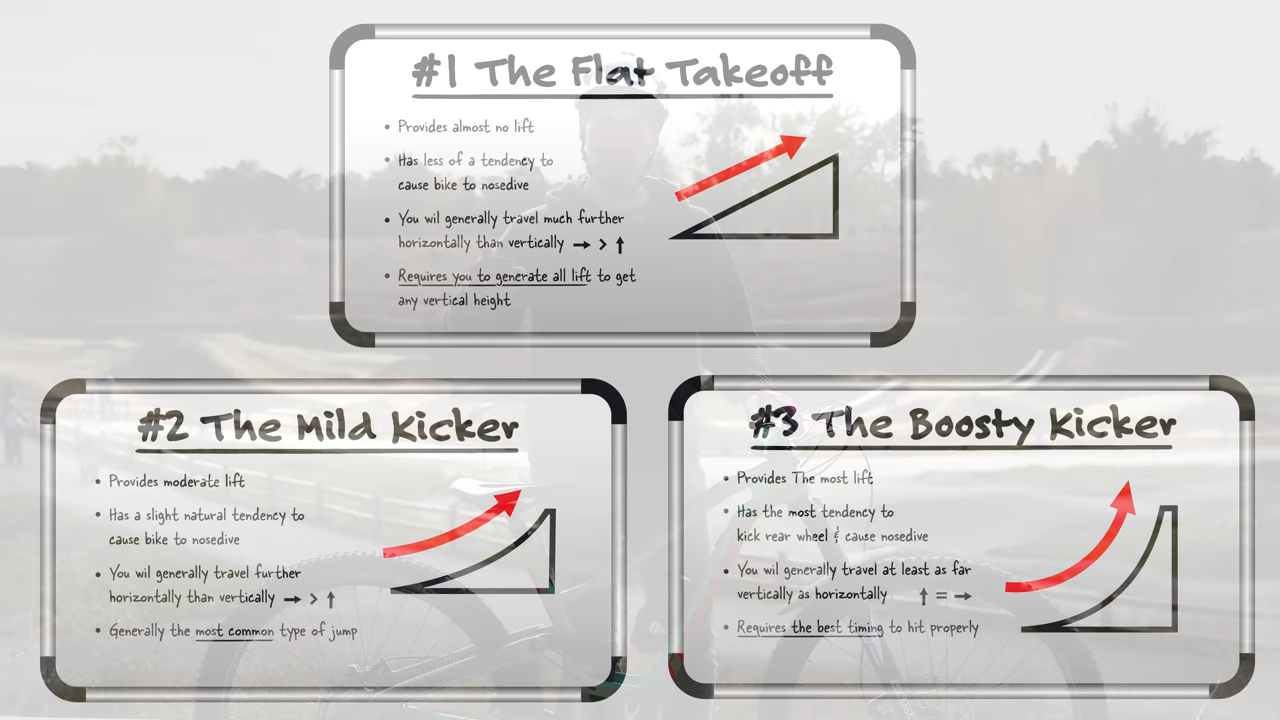 #1 The Flat Takeoff
• Provides almost no lift
• Has less of a tendency to
cause bike to nosedive
• You wil generally travel much further
horizontally than vertically → > ↑
• Requires you to generate all lift to get
any vertical height
#2 The Mild Kicker
• Provides moderate lift
• Has a slight natural tendency to
cause bike to nosedive
• You wil generally travel further
horizontally than vertically → > ↑
• Generally the most common type of jump
#3 The Boosty Kicker
• Provides The most lift
• Has the most tendency to
kick rear wheel & cause nosedive
• You wil generally travel at least as far
vertically as horizontally ↑ = →
• Requires the best timing to hit properly